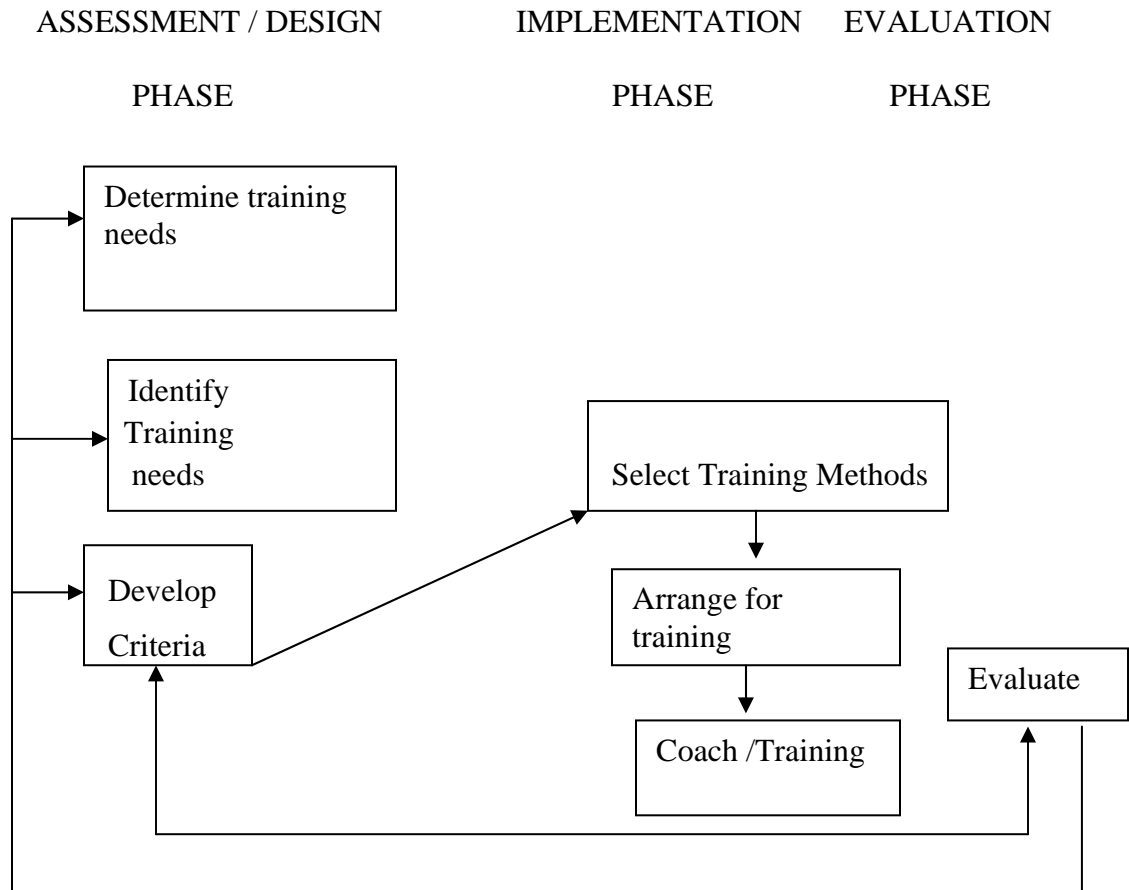 ASSESSMENT / DESIGN IMPLEMENTATION EVALUATION
PHASE PHASE PHASE
Determine training
needs
Identify
Training
needs
Select Training Methods
Develop
Criteria
Arrange for
training
Evaluate
Coach /Training